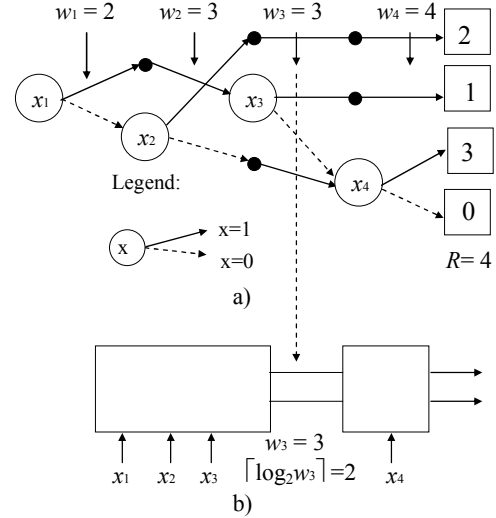 a)
w₁ = 2 w₂ = 3 w₃ = 3 w₄ = 4
2
x₁ x₃ 1
x₂
x₄ 3
Legend:
0
x x=1
x=0
R= 4
a)
w₃ = 3
x₁ x₂ x₃ ⌈log₂w₃⌉=2 x₄
b)